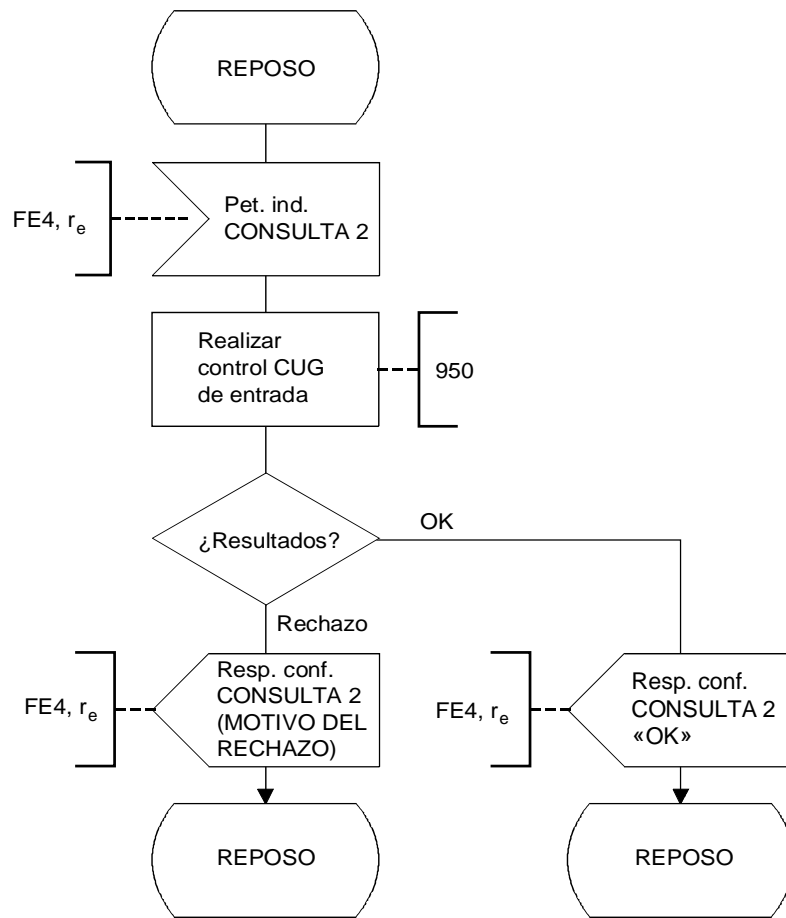 REPOSO
FE4, re
Pet. ind.
CONSULTA 2
Realizar
control CUG
de entrada
950
¿Resultados?
OK
Rechazo
FE4, re
Resp. conf.
CONSULTA 2
(MOTIVO DEL
RECHAZO)
FE4, re
Resp. conf.
CONSULTA 2
«OK»
REPOSO
REPOSO